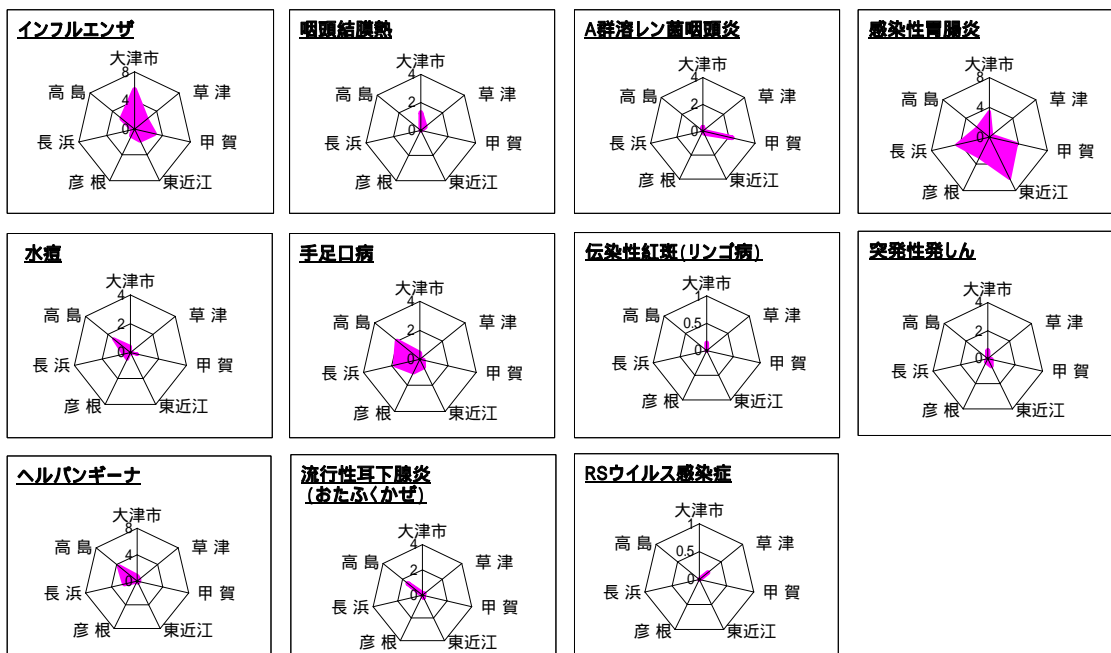 インフルエンザ
大津市
8
高 島
草 津
4
0
長 浜
甲 賀
彦 根
東近江
咽頭結膜熱
大津市
4
高 島
草 津
2
0
長 浜
甲 賀
彦 根
東近江
A群溶レン菌咽頭炎
大津市
4
高 島
草 津
2
0
長 浜
甲 賀
彦 根
東近江
感染性胃腸炎
大津市
8
高 島
草 津
4
0
長 浜
甲 賀
彦 根
東近江
水痘
大津市
4
高 島
草 津
2
0
長 浜
甲 賀
彦 根
東近江
手足口病
大津市
4
高 島
草 津
2
0
長 浜
甲 賀
彦 根
東近江
伝染性紅斑(リンゴ病)
大津市
1
高 島
草 津
0.5
0
長 浜
甲 賀
彦 根
東近江
突発性発しん
大津市
4
高 島
草 津
2
0
長 浜
甲 賀
彦 根
東近江
ヘルパンギーナ
大津市
8
高 島
草 津
4
0
長 浜
甲 賀
彦 根
東近江
流行性耳下腺炎
(おたふくかぜ)
大津市
4
高 島
草 津
2
0
長 浜
甲 賀
彦 根
東近江
RSウイルス感染症
大津市
1
高 島
草 津
0.5
0
長 浜
甲 賀
彦 根
東近江